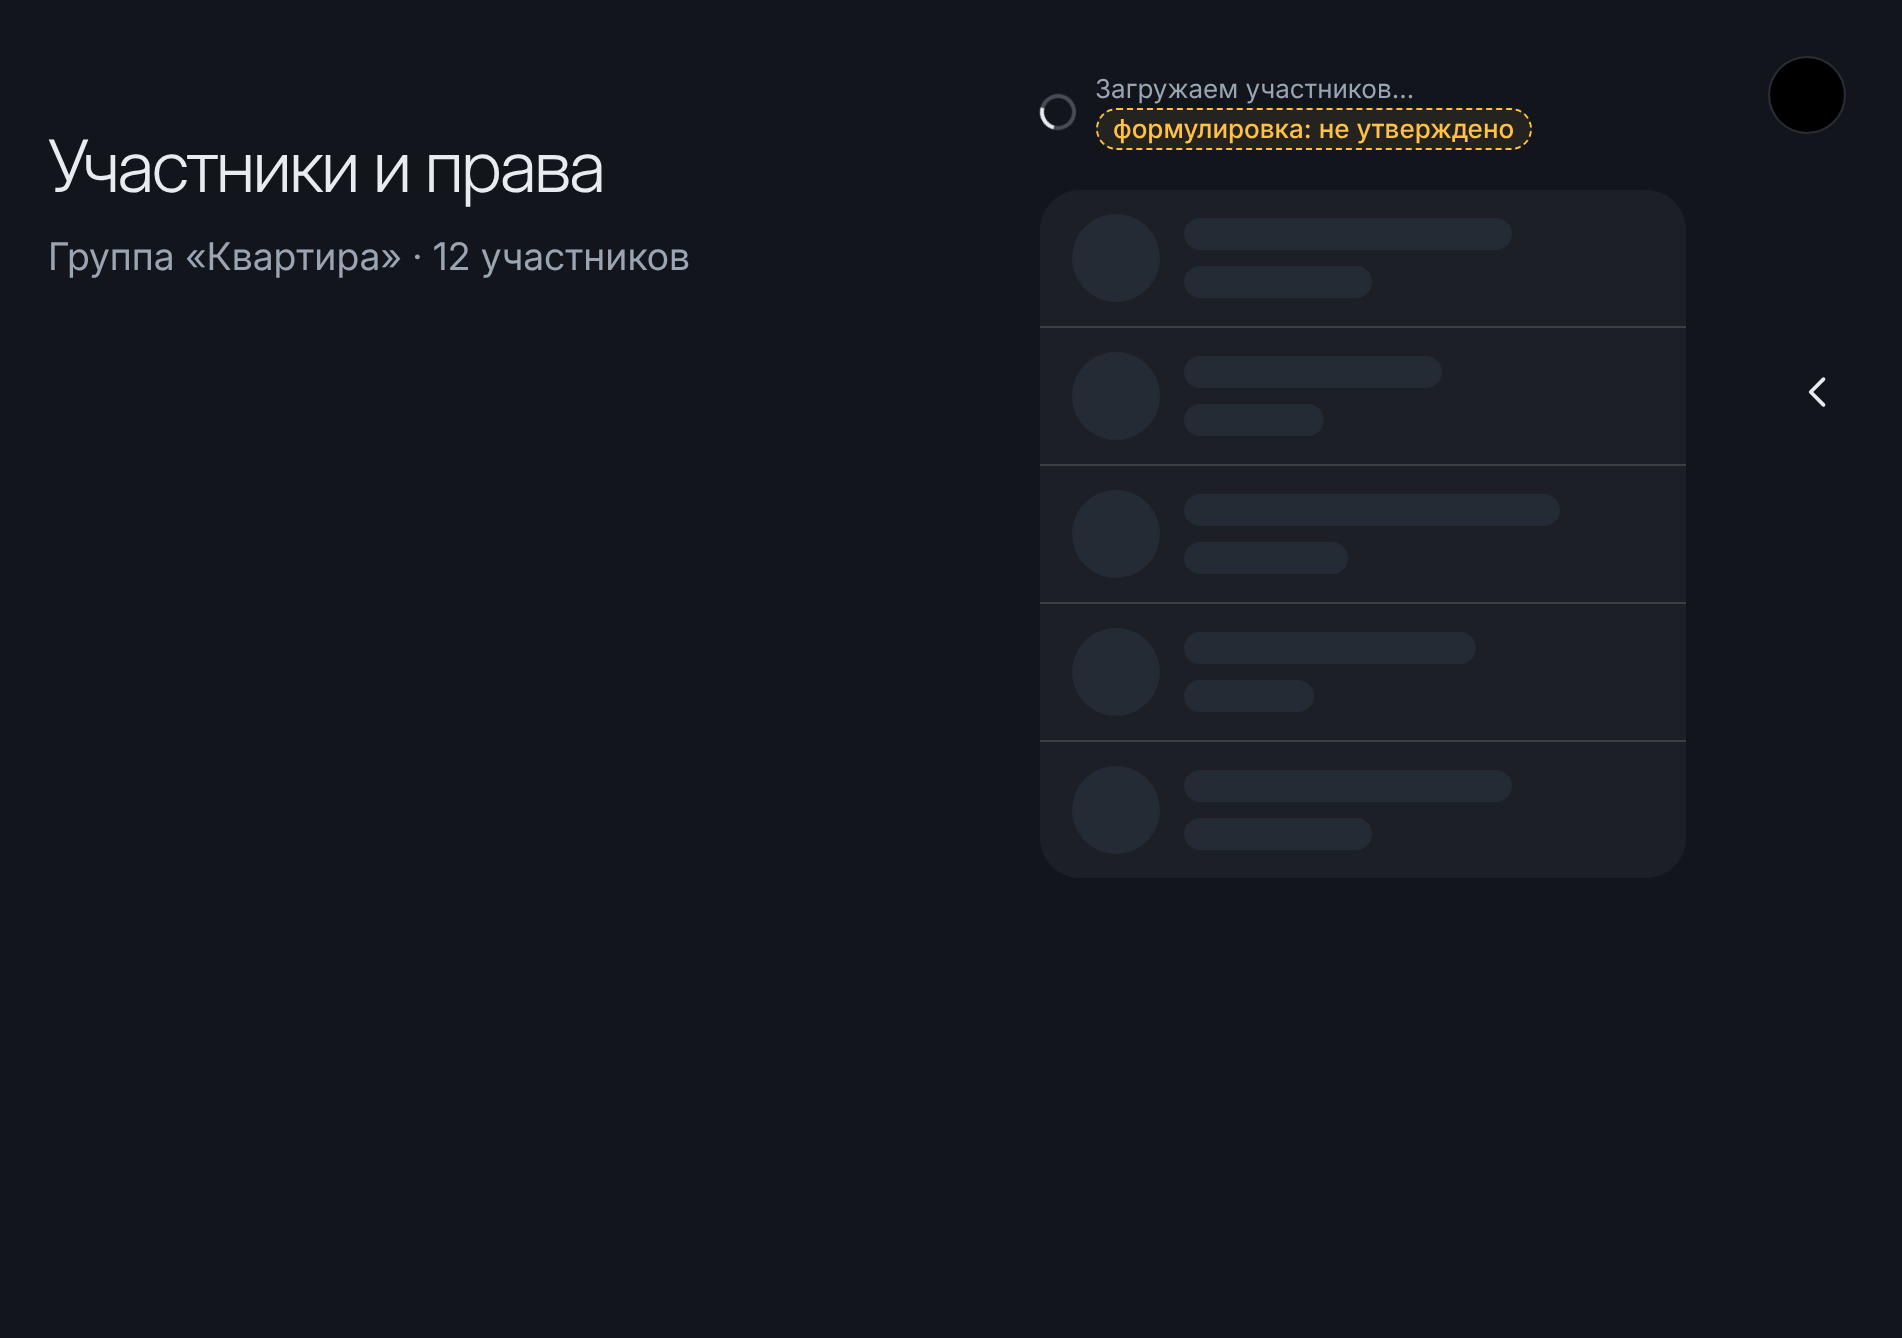 Участники и права
Группа «Квартира» · 12 участников
Загружаем участников...
формулировка: не утверждено